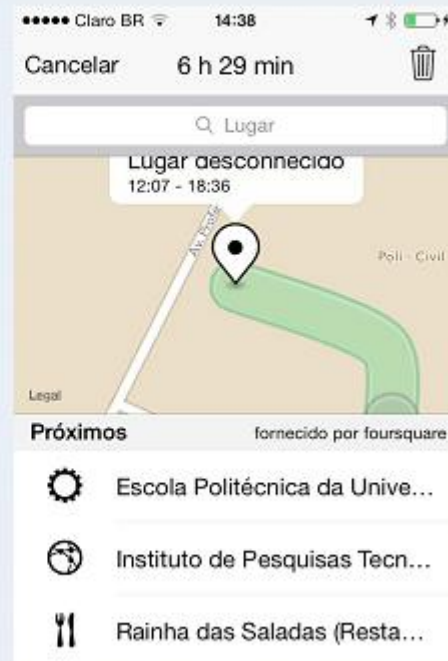 Claro BR 14:38
Cancelar 6 h 29 min
Lugar
Lugar desconhecido
12:07 - 18:36
Av. Profa
Poli - Civil
Legal
Próximos fornecido por foursquare
Escola Politécnica da Unive...
Instituto de Pesquisas Tecn...
Rainha das Saladas (Resta...